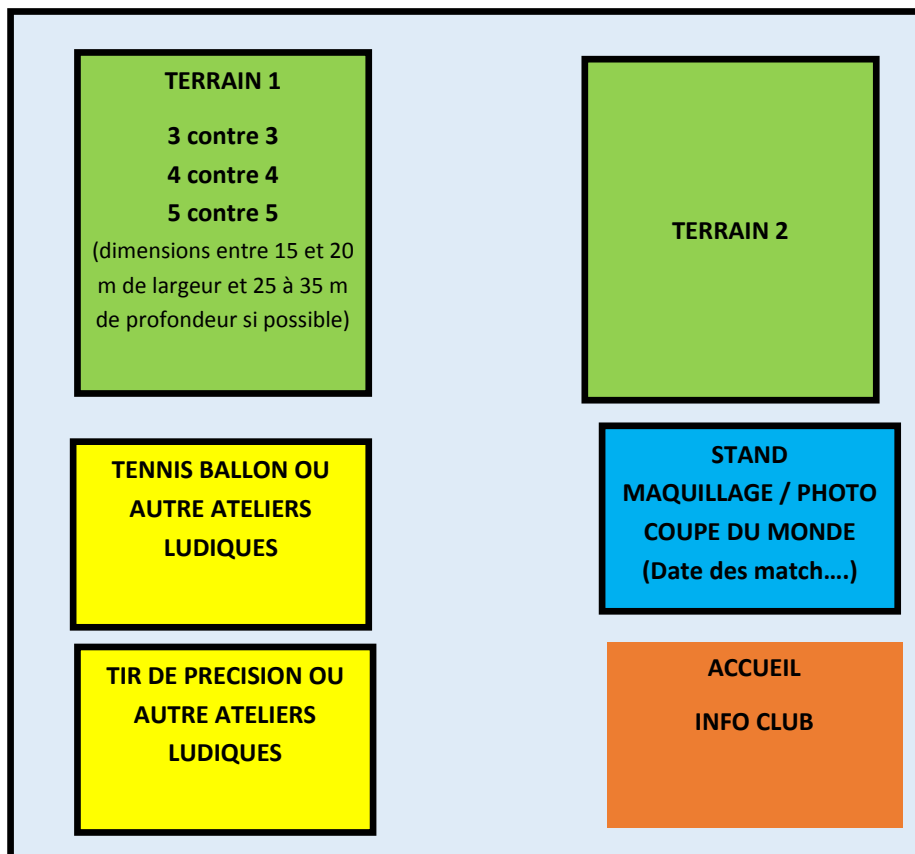 TERRAIN 1
3 contre 3
4 contre 4
5 contre 5
(dimensions entre 15 et 20
m de largeur et 25 à 35 m
de profondeur si possible)
TERRAIN 2
TENNIS BALLON OU
AUTRE ATELIERS
LUDIQUES
STAND
MAQUILLAGE / PHOTO
COUPE DU MONDE
(Date des match....)
TIR DE PRECISION OU
AUTRE ATELIERS
LUDIQUES
ACCUEIL
INFO CLUB